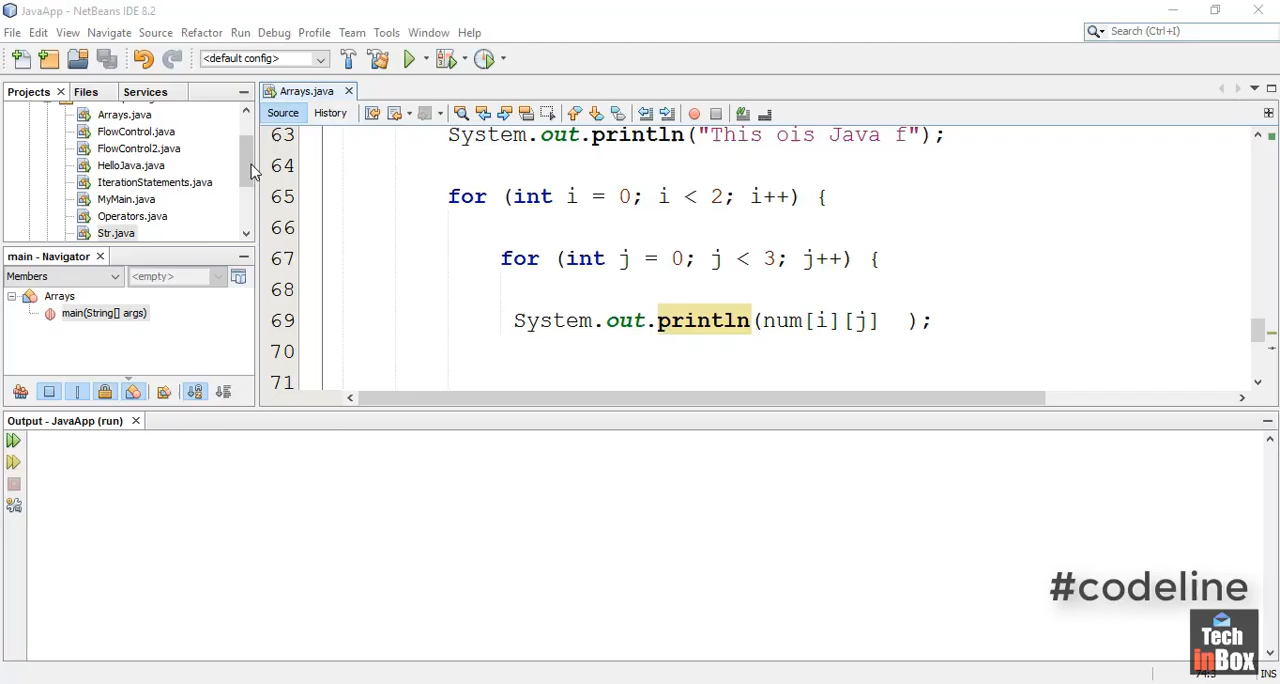 JavaApp - NetBeans IDE 8.2
File Edit View Navigate Source Refactor Run Debug Profile Team Tools Window Help
Search (Ctrl+I)
<default config>
Projects Files Services
Arrays.java
Source History
Arrays.java
FlowControl.java
FlowControl2.java
HelloJava.java
IterationStatements.java
MyMain.java
Operators.java
Str.java
63 System.out.println("This ois Java f");
64
65 for (int i = 0; i < 2; i++) {
66
67 for (int j = 0; j < 3; j++) {
68
69 System.out.println(num[i][j]  );
70
71
main - Navigator
Members <empty>
Arrays
main(String[] args)
Output - JavaApp (run)
#codeline
Tech
inBox
INS